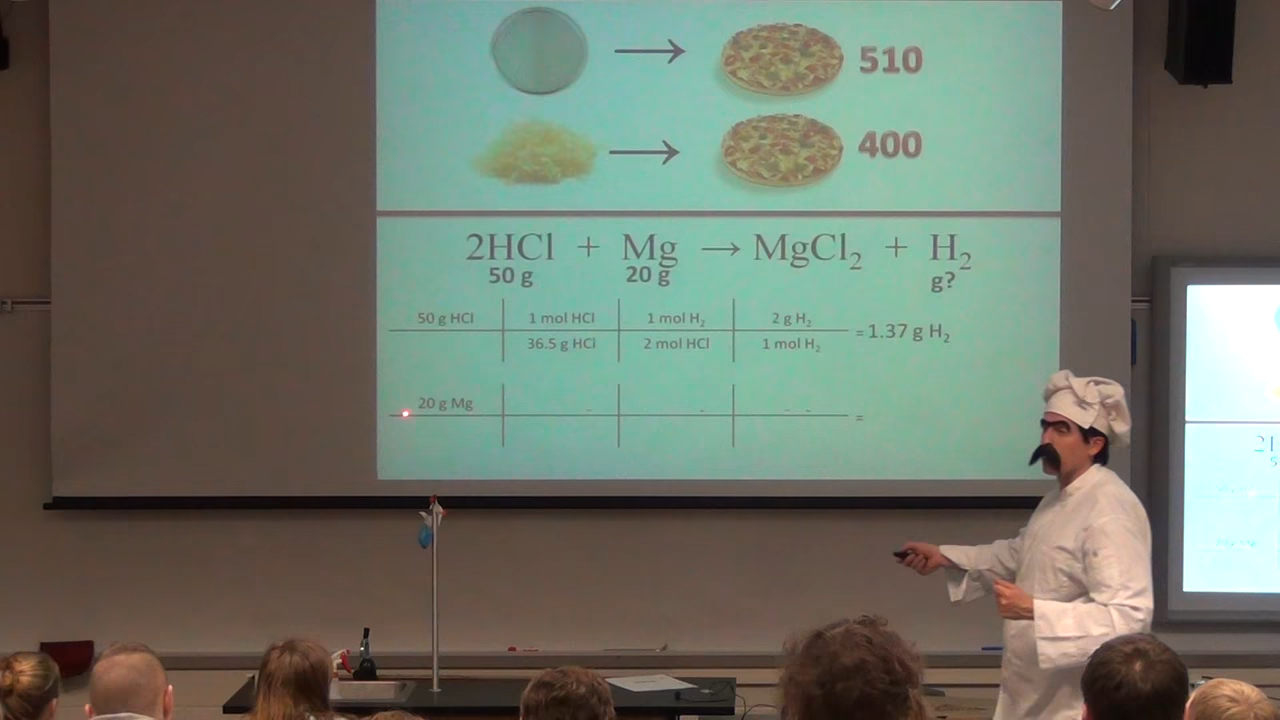 510
400
2HCl + Mg → MgCl₂ + H₂
50 g 20 g g?
50 g HCl 1 mol HCl 1 mol H₂ 2 g H₂
= 1.37 g H₂
36.5 g HCl 2 mol HCl 1 mol H₂
20 g Mg
=